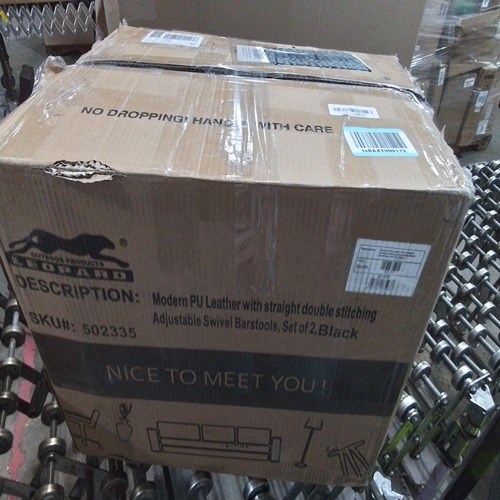 NO DROPPING! HANDLE WITH CARE
LEOPARD
OUTDOOR PRODUCTS
®
DESCRIPTION: Modern PU Leather with straight double stitching
Adjustable Swivel Barstools, Set of 2, Black
SKU#: 502335
NICE TO MEET YOU!